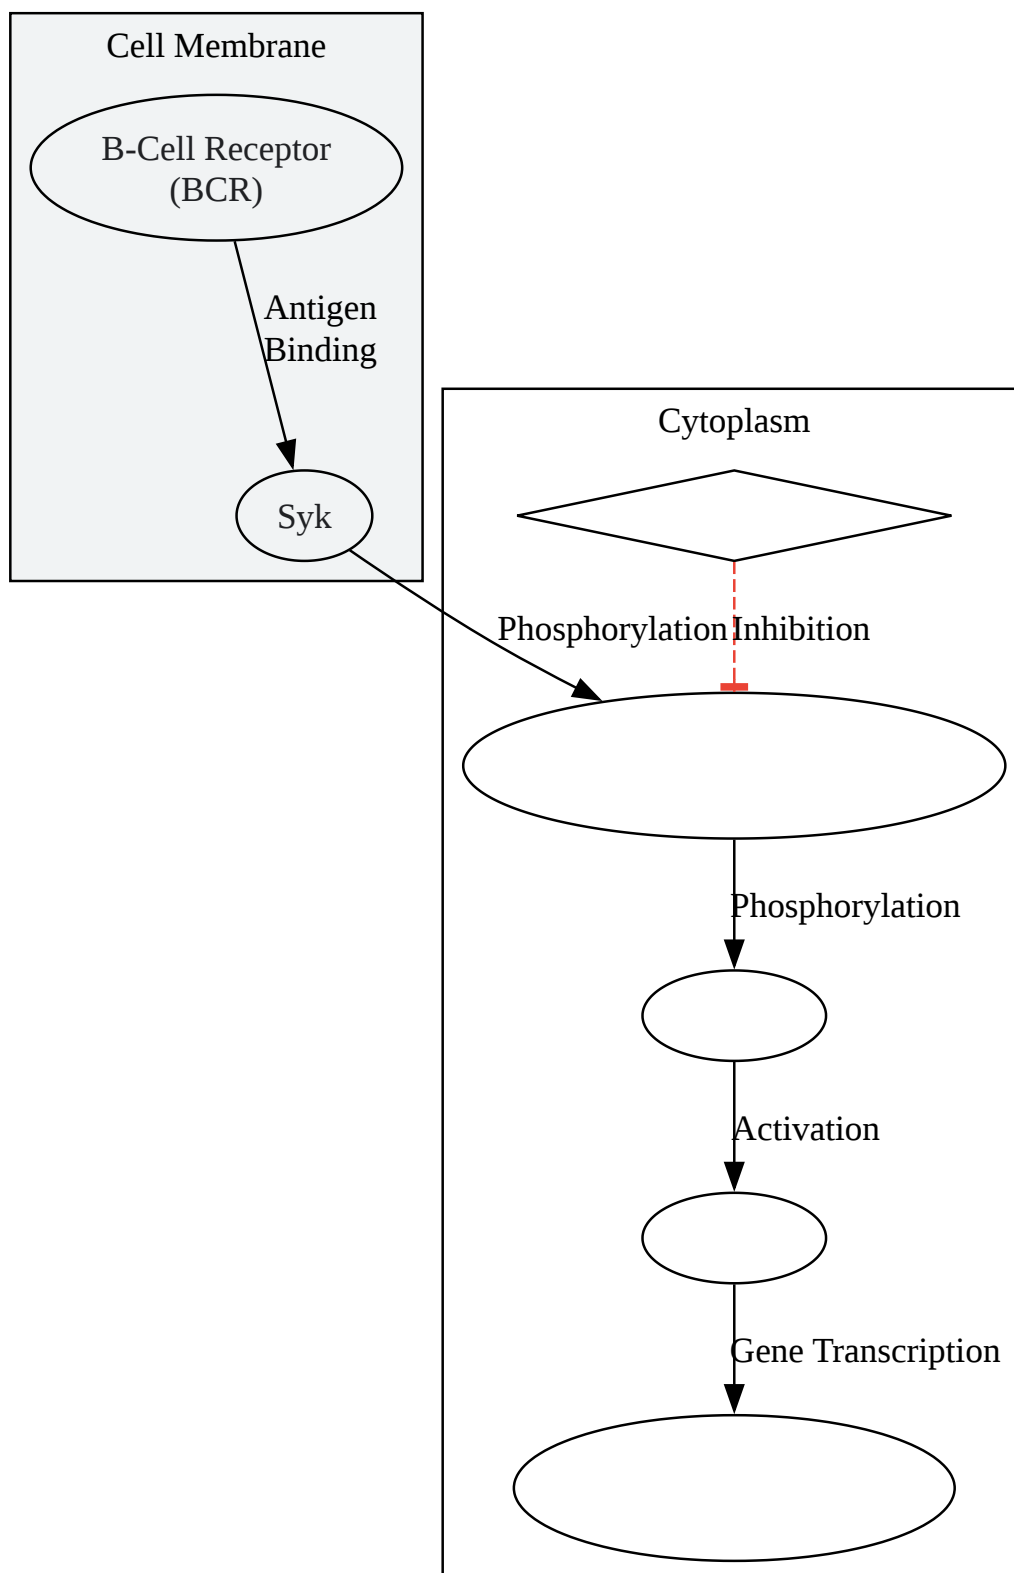 Cell Membrane
B-Cell Receptor
(BCR)
Antigen
Binding
Syk
Cytoplasm
Phosphorylation
Inhibition
Phosphorylation
Activation
Gene Transcription